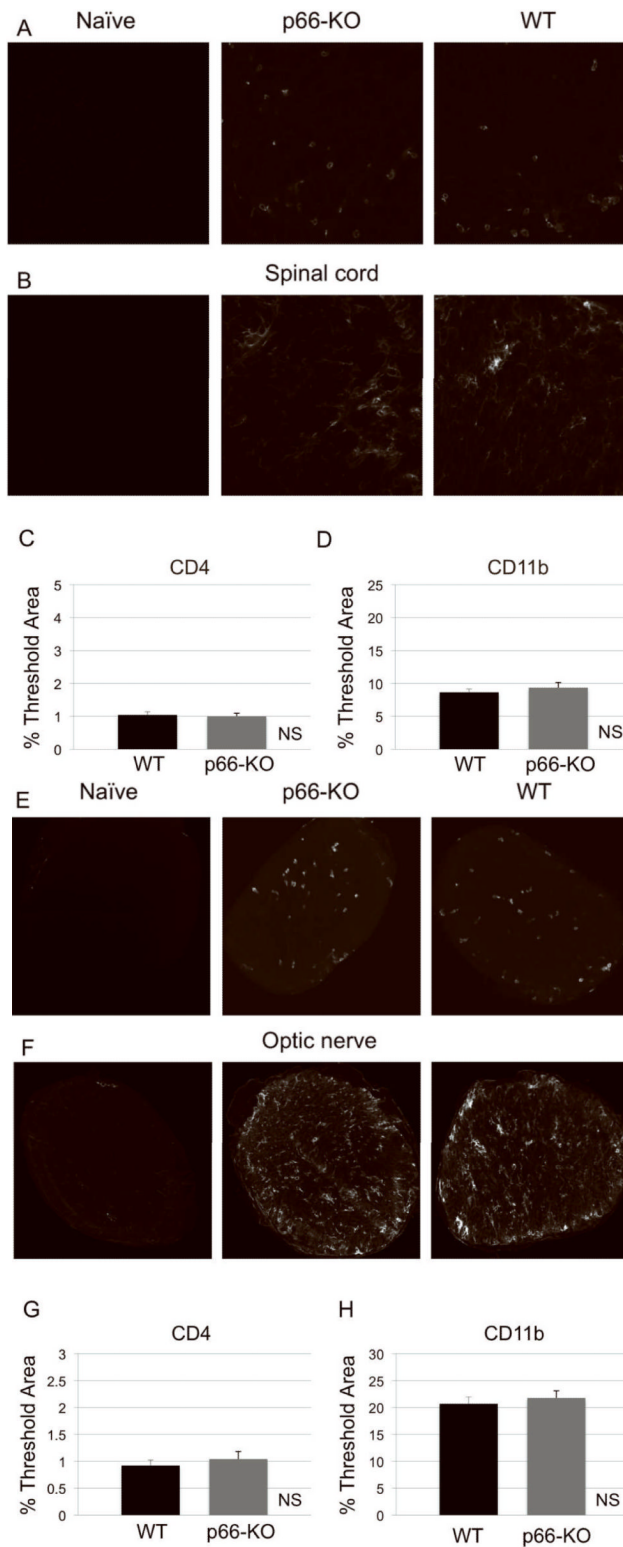 A
Naïve p66-KO WT
B
Spinal cord
C D
CD4 CD11b
% Threshold Area
5
4
3
2
1
0
WT p66-KO NS
% Threshold Area
25
20
15
10
5
0
WT p66-KO NS
E
Naïve p66-KO WT
F
Optic nerve
G H
CD4 CD11b
% Threshold Area
3
2.5
2
1.5
1
0.5
0
WT p66-KO NS
% Threshold Area
30
25
20
15
10
5
0
WT p66-KO NS